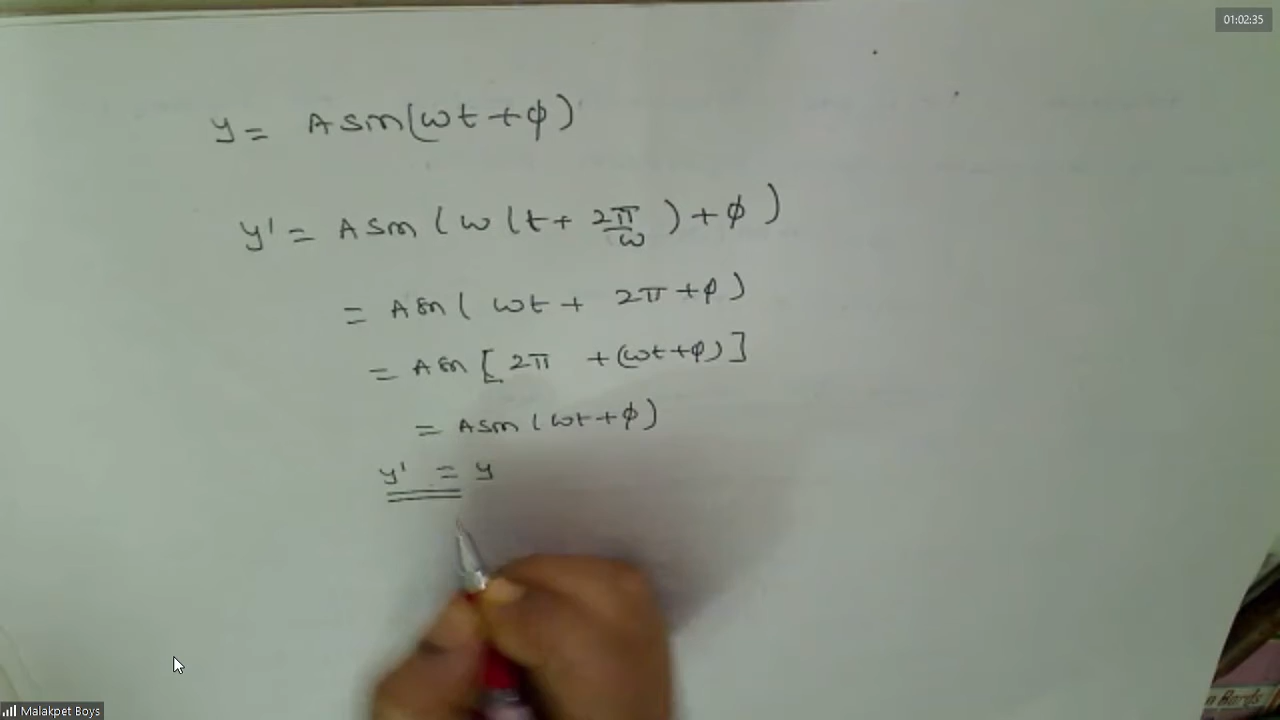 01:02:35
y = A sin(ωt + φ)
y' = A sin(ω(t + 2π/ω) + φ)
= A sin(ωt + 2π + φ)
= A sin[2π + (ωt + φ)]
= A sin(ωt + φ)
y' = y
Malakpet Boys